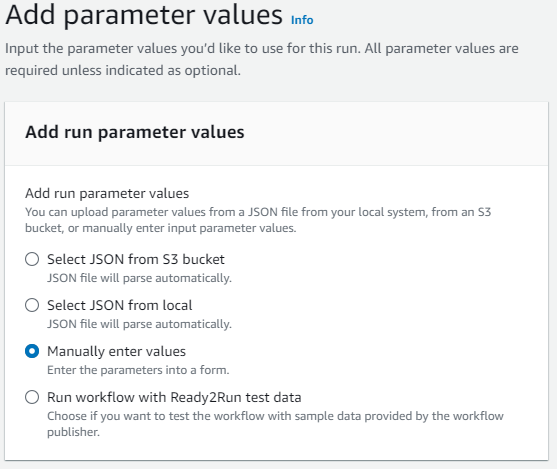 Add parameter values Info
Input the parameter values you'd like to use for this run. All parameter values are
required unless indicated as optional.
Add run parameter values
Add run parameter values
You can upload parameter values from a JSON file from your local system, from an S3
bucket, or manually enter input parameter values.
Select JSON from S3 bucket
JSON file will parse automatically.
Select JSON from local
JSON file will parse automatically.
Manually enter values
Enter the parameters into a form.
Run workflow with Ready2Run test data
Choose if you want to test the workflow with sample data provided by the workflow
publisher.